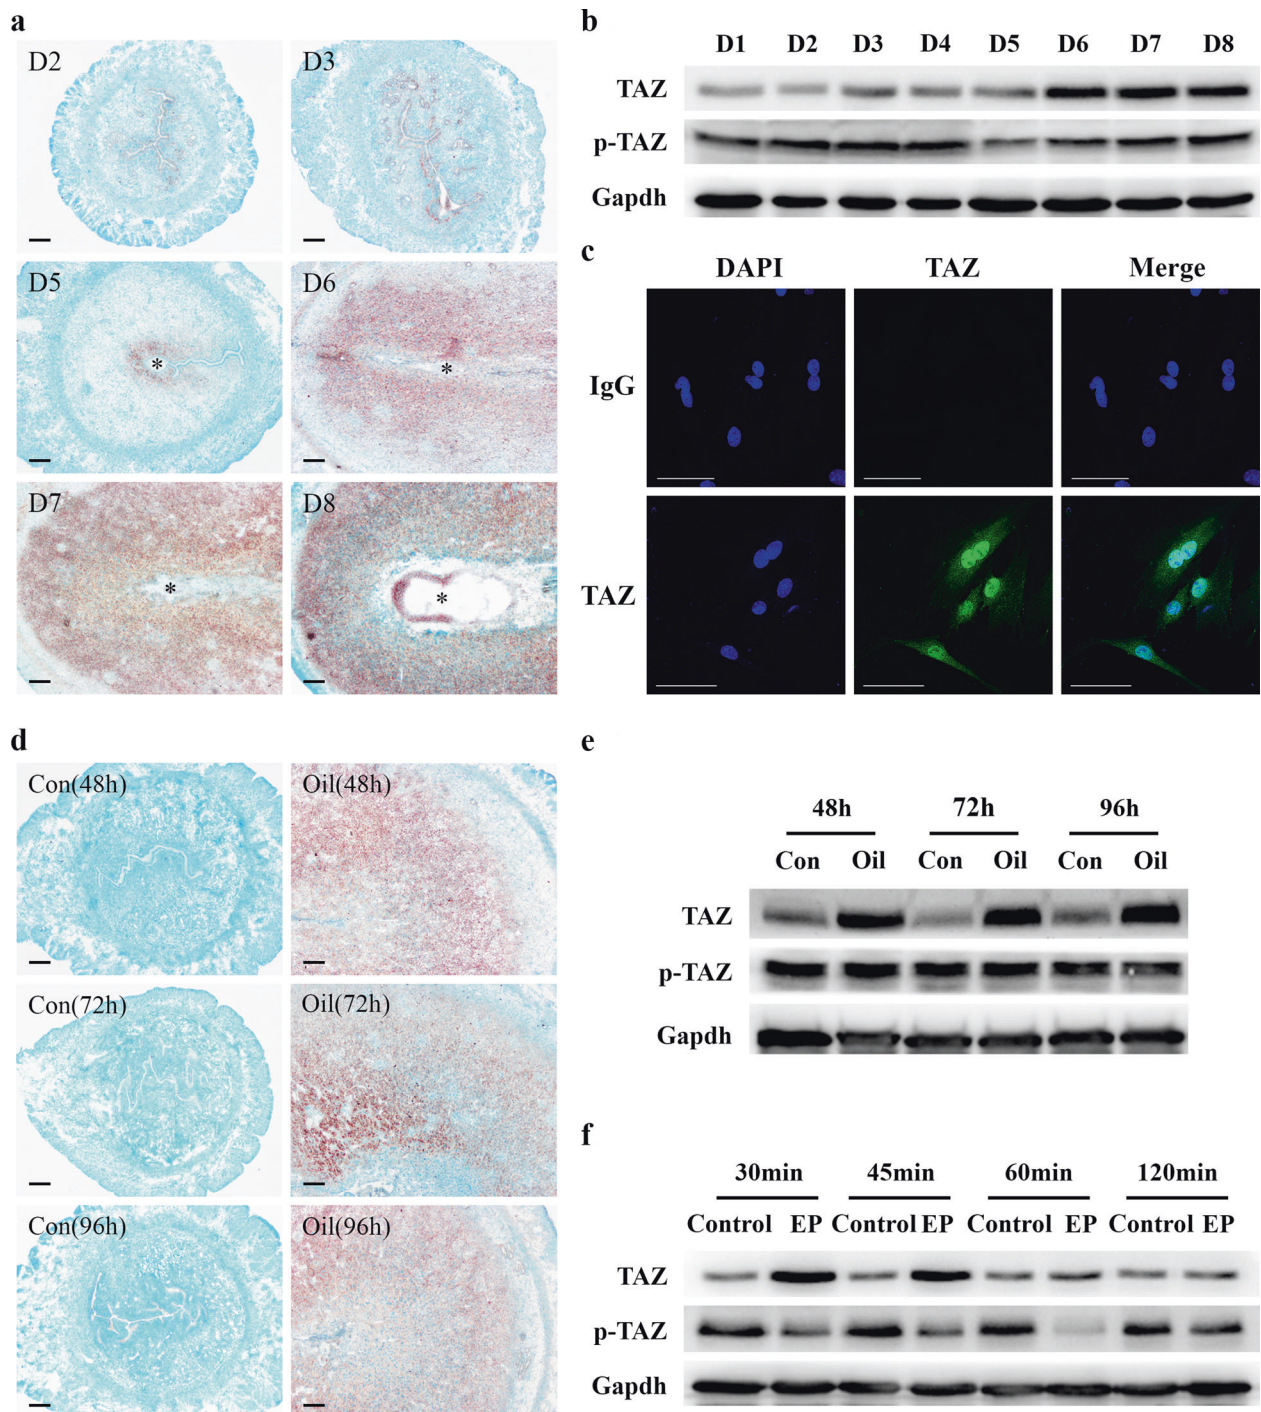 a
D2
D3
D5
*
D6
*
D7
*
D8
*
b
D1 D2 D3 D4 D5 D6 D7 D8
TAZ
p-TAZ
Gapdh
c
DAPI TAZ Merge
IgG
TAZ
d
Con(48h)
Oil(48h)
Con(72h)
Oil(72h)
Con(96h)
Oil(96h)
e
48h 72h 96h
Con Oil Con Oil Con Oil
TAZ
p-TAZ
Gapdh
f
30min 45min 60min 120min
Control EP Control EP Control EP Control EP
TAZ
p-TAZ
Gapdh